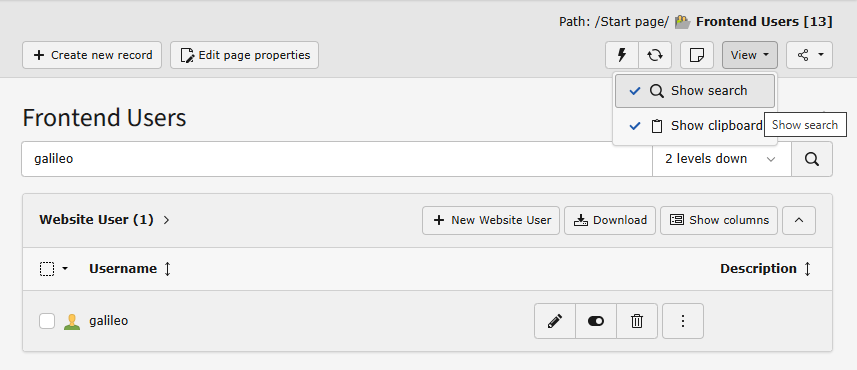 Path: /Start page/ Frontend Users [13]
Create new record Edit page properties View
Show search
Show clipboard
Show search
Frontend Users
galileo 2 levels down
Website User (1) New Website User Download Show columns
Username Description
galileo